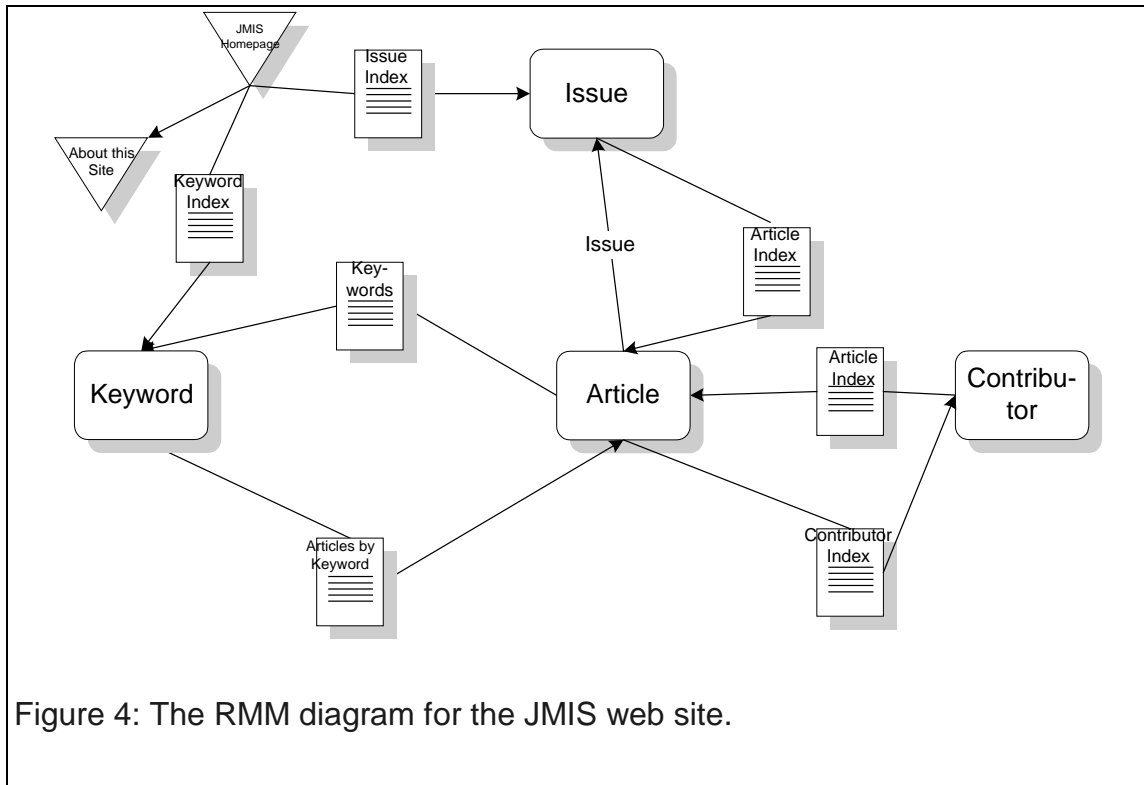 JMIS
Homepage
Issue
Index
Issue
About this
Site
Keyword
Index
Issue
Article
Index
Key-
words
Keyword
Article
Article
Index
Contribu-
tor
Articles by
Keyword
Contributor
Index
Figure 4: The RMM diagram for the JMIS web site.